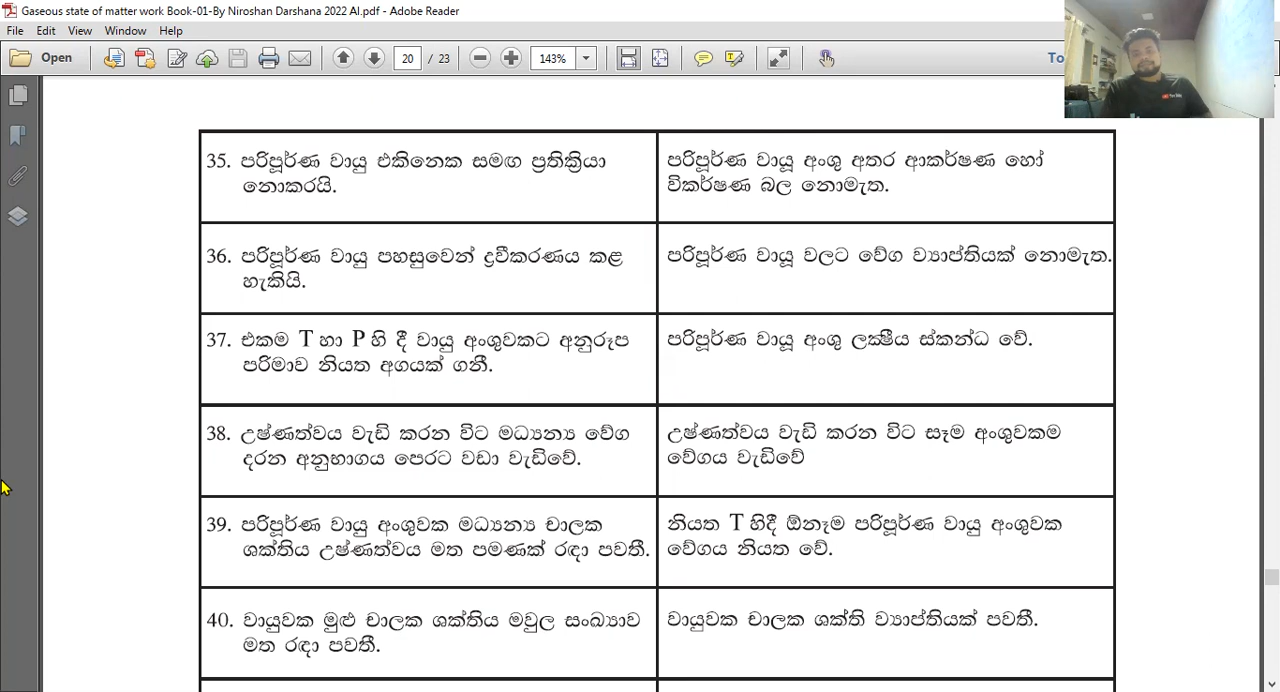 Gaseous state of matter work Book-01-By Niroshan Darshana 2022 Al.pdf - Adobe Reader
File Edit View Window Help
Open 20 / 23 143% To
35. පරිපූර්ණ වායු එකිනෙක සමඟ ප්‍රතික්‍රියා
නොකරයි.
පරිපූර්ණ වායූ අංශු අතර ආකර්ෂණ හෝ
විකර්ෂණ බල නොමැත.
36. පරිපූර්ණ වායු පහසුවෙන් ද්‍රවීකරණය කළ
හැකියි.
පරිපූර්ණ වායූ වලට වේග ව්‍යාප්තියක් නොමැත.
37. එකම T හා P හි දී වායු අංශුවකට අනුරූප
පරිමාව නියත අගයක් ගනී.
පරිපූර්ණ වායූ අංශු ලක්‍ෂීය ස්කන්ධ වේ.
38. උෂ්ණත්වය වැඩි කරන විට මධ්‍යන්‍ය වේග
දරන අනුභාගය පෙරට වඩා වැඩිවේ.
උෂ්ණත්වය වැඩි කරන විට සෑම අංශුවකම
වේගය වැඩිවේ
39. පරිපූර්ණ වායු අංශුවක මධ්‍යන්‍ය චාලක
ශක්තිය උෂ්ණත්වය මත පමණක් රඳා පවතී.
නියත T හිදී ඕනෑම පරිපූර්ණ වායු අංශුවක
වේගය නියත වේ.
40. වායුවක මුළු චාලක ශක්තිය මවුල සංඛ්‍යාව
මත රඳා පවතී.
වායුවක චාලක ශක්ති ව්‍යාප්තියක් පවතී.